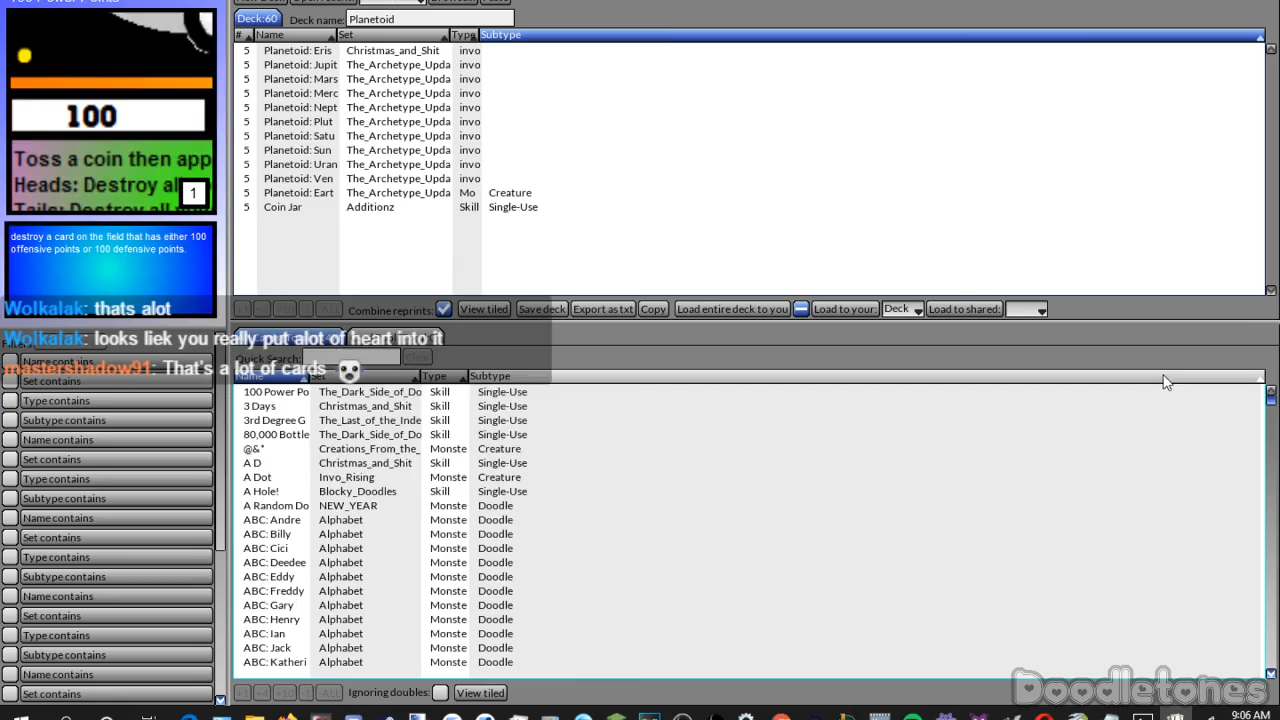 Deck:60 Deck name: Planetoid
# Name Set Type Subtype
5 Planetoid: Eris Christmas_and_Shit invo
5 Planetoid: Jupit The_Archetype_Upda invo
5 Planetoid: Mars The_Archetype_Upda invo
5 Planetoid: Merc The_Archetype_Upda invo
5 Planetoid: Nept The_Archetype_Upda invo
5 Planetoid: Plut The_Archetype_Upda invo
5 Planetoid: Satu The_Archetype_Upda invo
5 Planetoid: Sun The_Archetype_Upda invo
5 Planetoid: Uran The_Archetype_Upda invo
5 Planetoid: Ven The_Archetype_Upda invo
5 Planetoid: Eart The_Archetype_Upda Mo Creature
5 Coin Jar Additionz Skill Single-Use
100
Toss a coin then app
Heads: Destroy al
1
destroy a card on the field that has either 100
offensive points or 100 defensive points.
Combine reprints: View tiled Save deck Export as txt Copy Load entire deck to you Load to your: Deck Load to shared:
Wolkalak: thats alot
Wolkalak: looks liek you really put alot of heart into it
mastershadow91: That's a lot of cards
Quick Search: Clear
Name Set Type Subtype
100 Power Po The_Dark_Side_of_Do Skill Single-Use
3 Days Christmas_and_Shit Skill Single-Use
3rd Degree G The_Last_of_the_Inde Skill Single-Use
80,000 Bottle The_Dark_Side_of_Do Skill Single-Use
@&* Creations_From_the_ Monste Creature
A D Christmas_and_Shit Skill Single-Use
A Dot Invo_Rising Monste Creature
A Hole! Blocky_Doodles Skill Single-Use
A Random Do NEW_YEAR Monste Doodle
ABC: Andre Alphabet Monste Doodle
ABC: Billy Alphabet Monste Doodle
ABC: Cici Alphabet Monste Doodle
ABC: Deedee Alphabet Monste Doodle
ABC: Eddy Alphabet Monste Doodle
ABC: Freddy Alphabet Monste Doodle
ABC: Gary Alphabet Monste Doodle
ABC: Henry Alphabet Monste Doodle
ABC: Ian Alphabet Monste Doodle
ABC: Jack Alphabet Monste Doodle
ABC: Katheri Alphabet Monste Doodle
Name contains
Set contains
Type contains
Subtype contains
Name contains
Set contains
Type contains
Subtype contains
Name contains
Set contains
Type contains
Subtype contains
Name contains
Set contains
Type contains
Subtype contains
Name contains
Set contains
Ignoring doubles: View tiled
Doodletones
9:06 AM